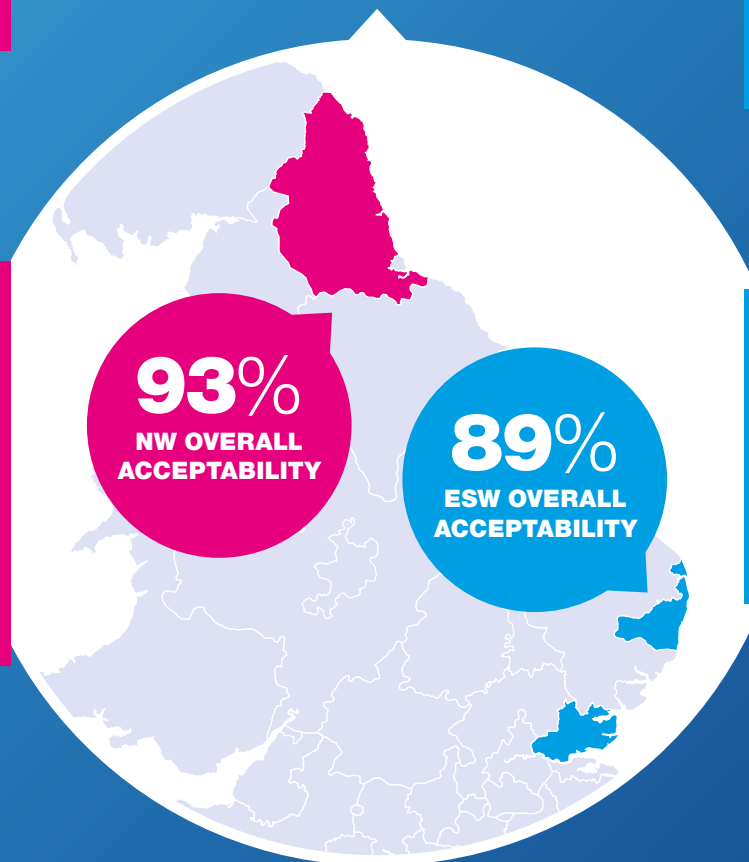 93%
NW OVERALL
ACCEPTABILITY
89%
ESW OVERALL
ACCEPTABILITY